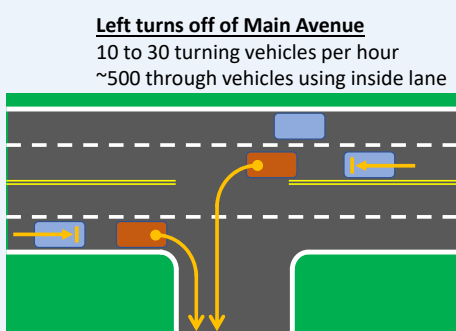 Left turns off of Main Avenue
10 to 30 turning vehicles per hour
~500 through vehicles using inside lane